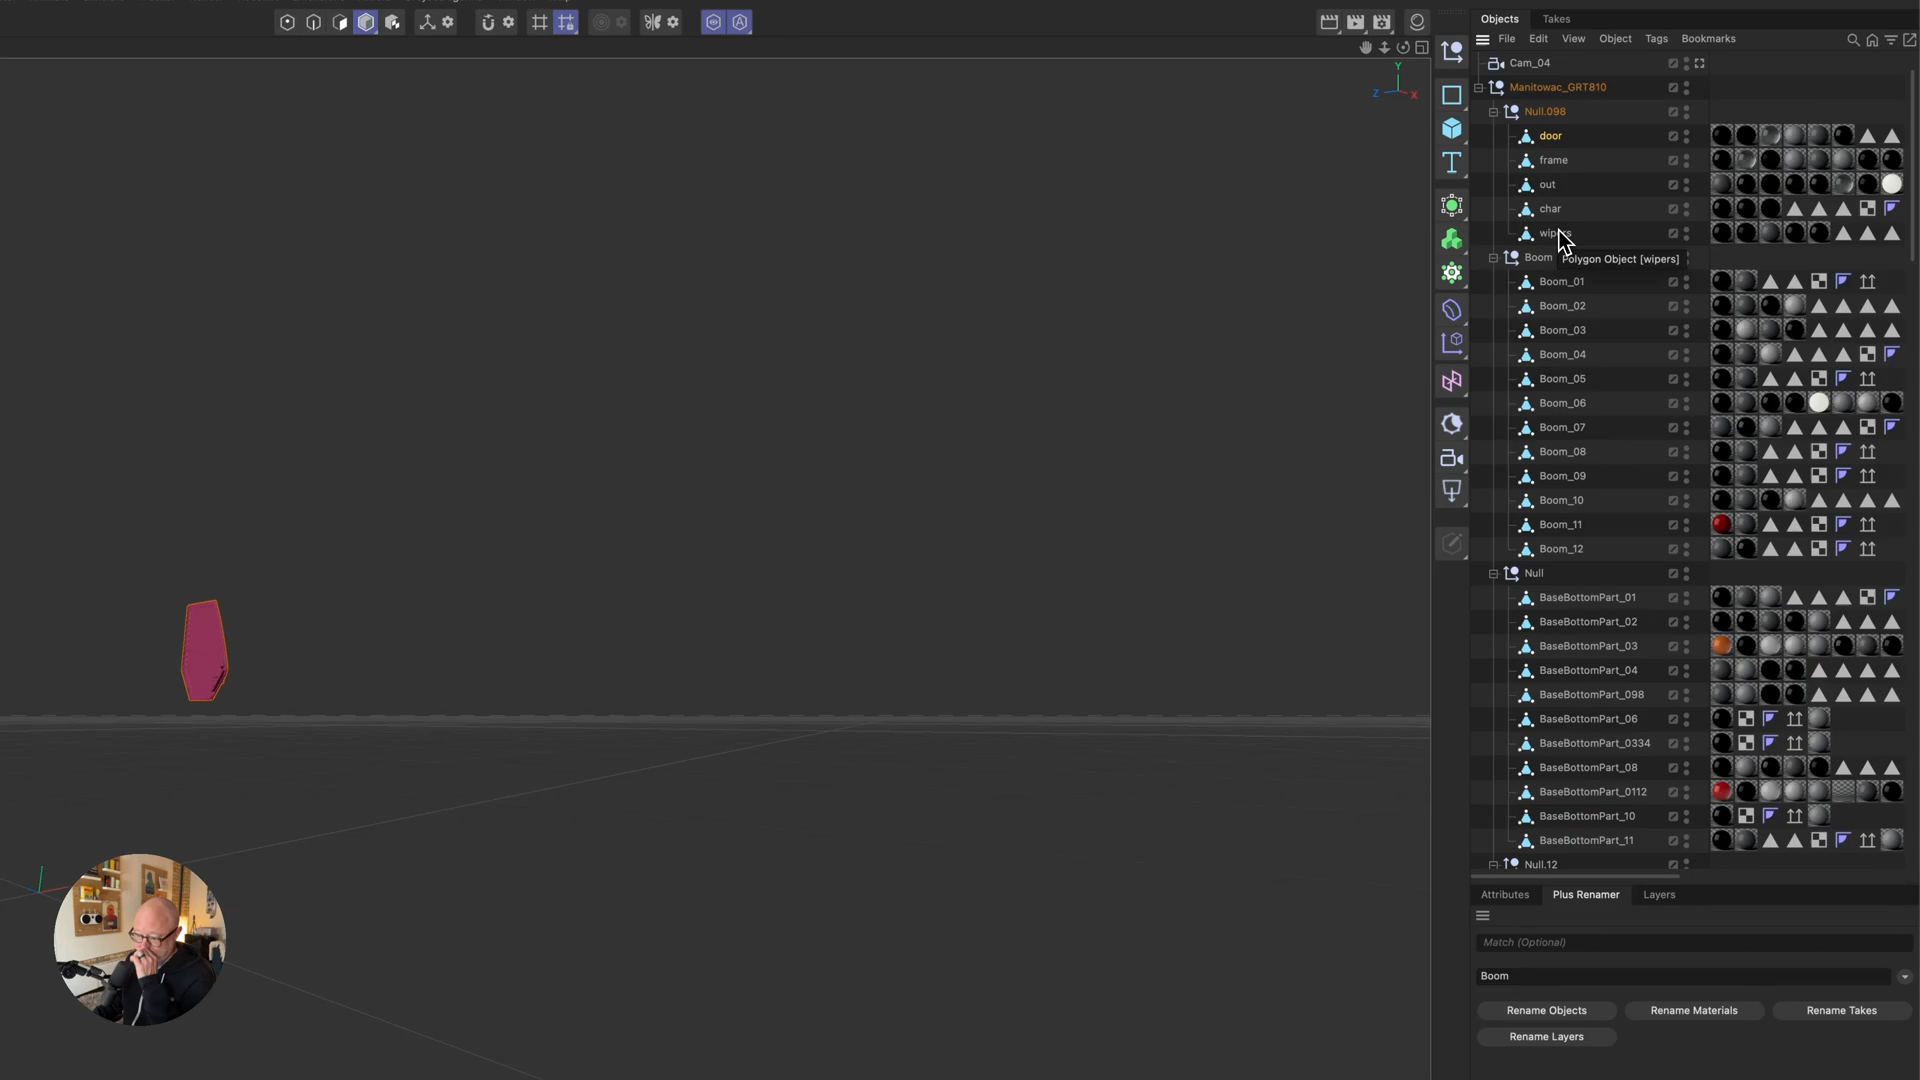 Objects
Takes
File
Edit
View
Object
Tags
Bookmarks
Cam_04
Manitowac_GRT810
Null.098
door
frame
out
char
wipers
Polygon Object [wipers]
Boom
Boom_01
Boom_02
Boom_03
Boom_04
Boom_05
Boom_06
Boom_07
Boom_08
Boom_09
Boom_10
Boom_11
Boom_12
Null
BaseBottomPart_01
BaseBottomPart_02
BaseBottomPart_03
BaseBottomPart_04
BaseBottomPart_098
BaseBottomPart_06
BaseBottomPart_0334
BaseBottomPart_08
BaseBottomPart_0112
BaseBottomPart_10
BaseBottomPart_11
Null.12
Y
Z
X
Attributes
Plus Renamer
Layers
Match (Optional)
Boom
Rename Objects
Rename Materials
Rename Takes
Rename Layers